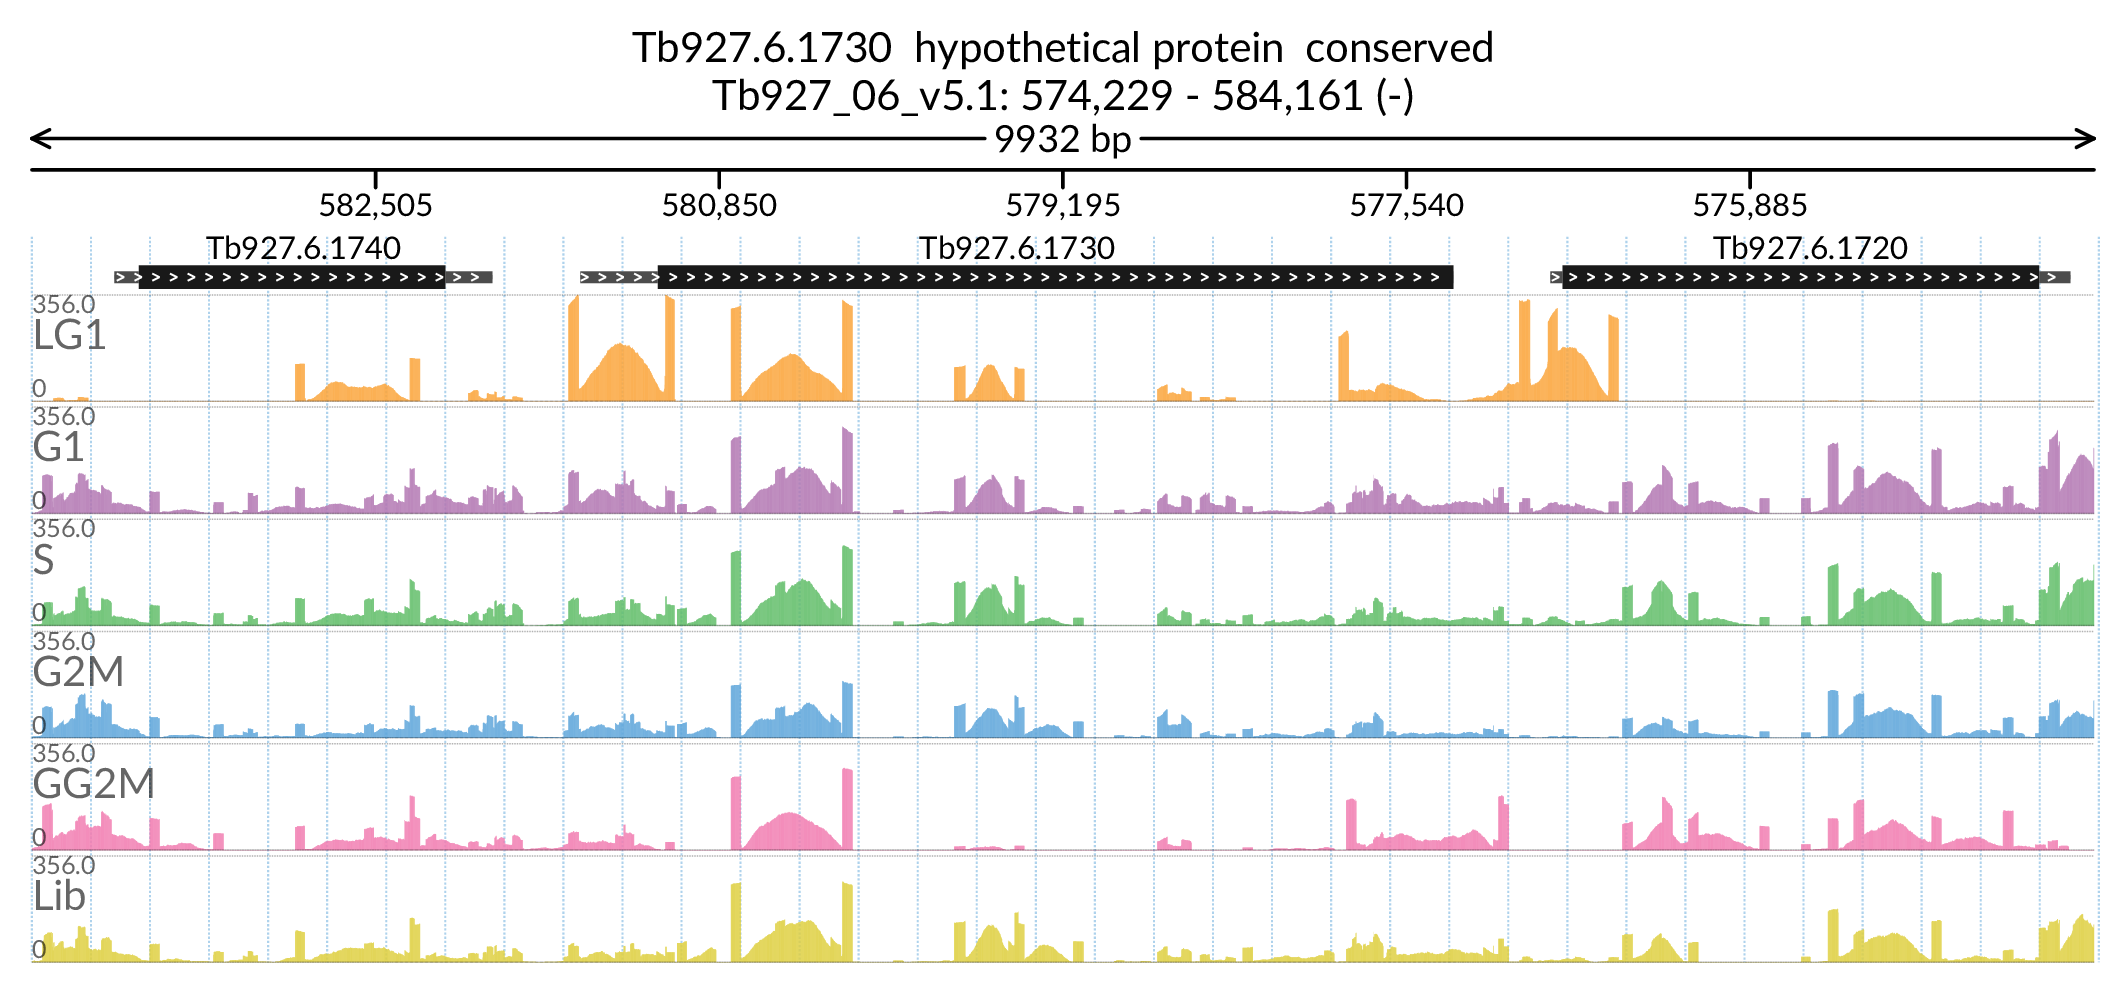 Tb927.6.1730  hypothetical protein  conserved
Tb927_06_v5.1: 574,229 - 584,161 (-)
9932 bp
582,505 580,850 579,195 577,540 575,885
Tb927.6.1740 Tb927.6.1730 Tb927.6.1720
356.0
LG1
0
356.0
G1
0
356.0
S
0
356.0
G2M
0
356.0
GG2M
0
356.0
Lib
0